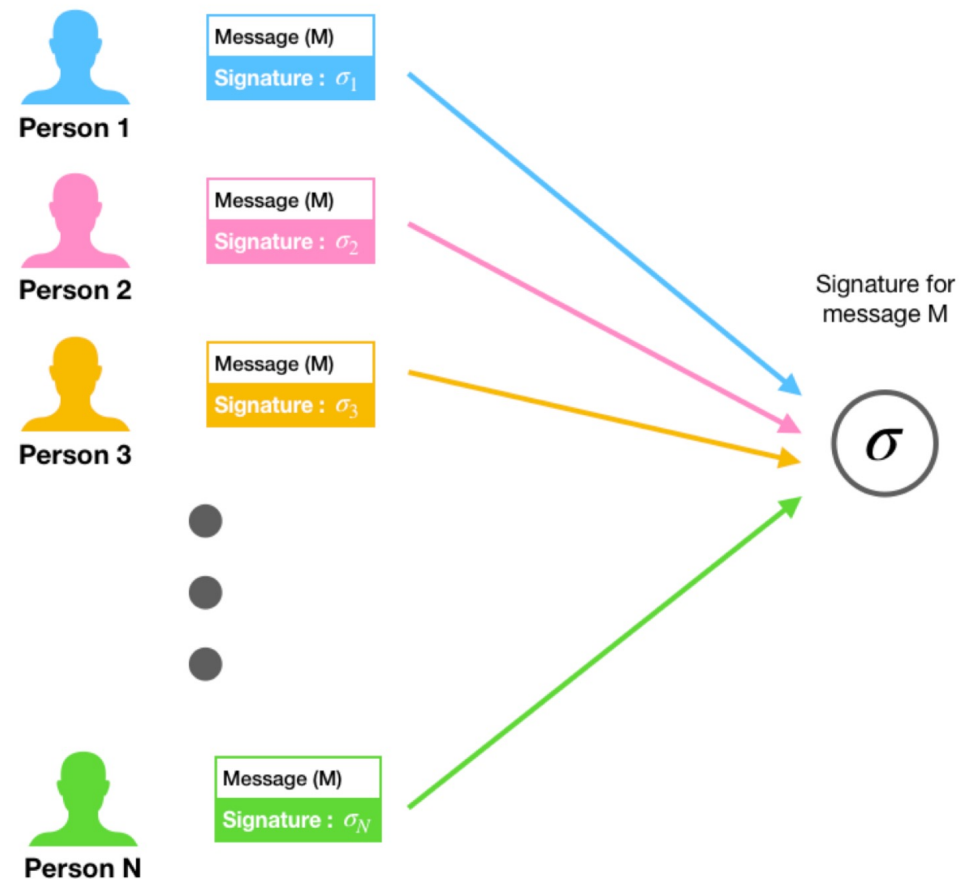 Message (M)
Signature : σ₁
Person 1
Message (M)
Signature : σ₂
Person 2
Signature for
message M
Message (M)
Signature : σ₃
Person 3
σ
Message (M)
Signature : σ_N
Person N